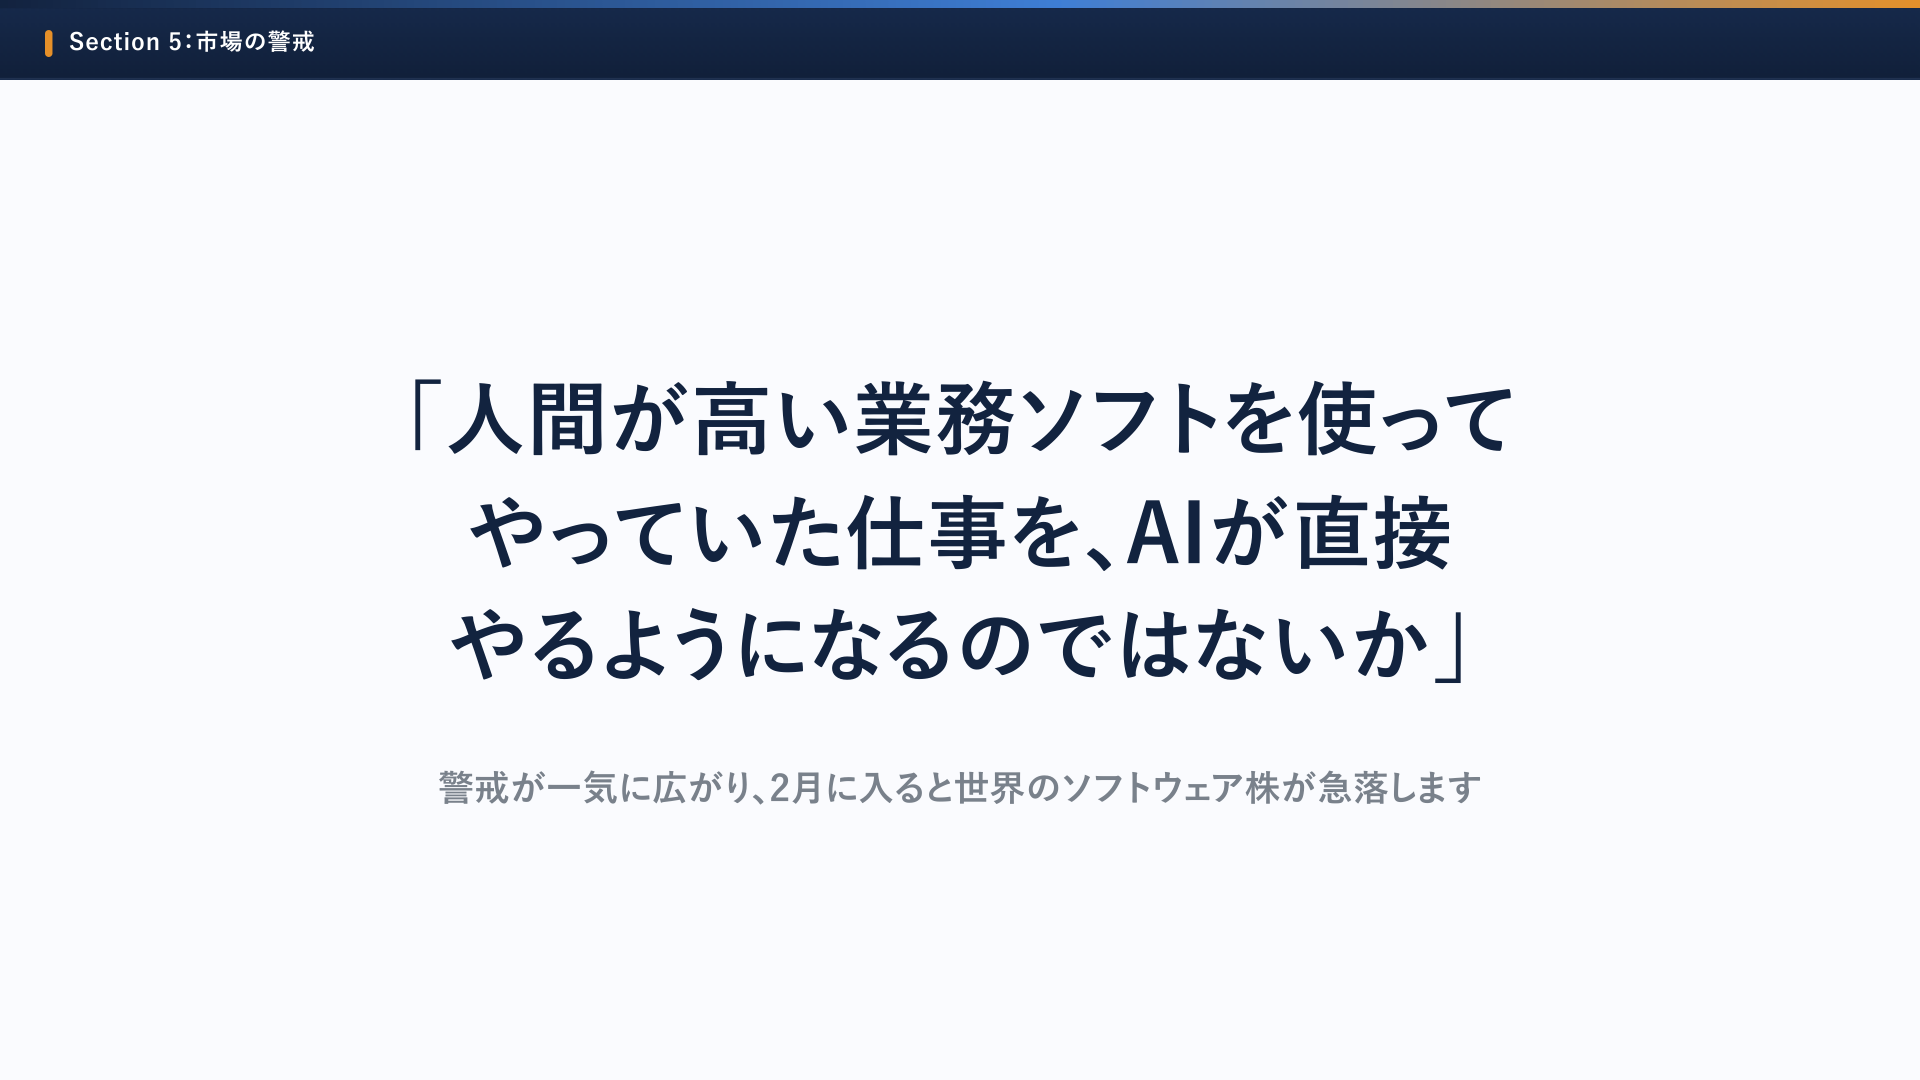 Section 5：市場の警戒
「人間が高い業務ソフトを使って
やっていた仕事を、AIが直接
やるようになるのではないか」
警戒が一気に広がり、2月に入ると世界のソフトウェア株が急落します